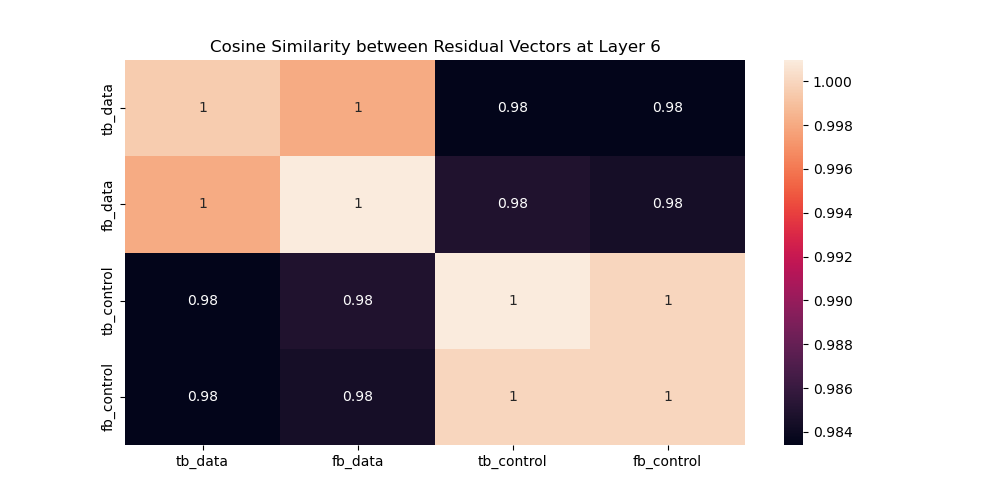 Cosine Similarity between Residual Vectors at Layer 6
tb_data
1
1
0.98
0.98
fb_data
1
1
0.98
0.98
tb_control
0.98
0.98
1
1
fb_control
0.98
0.98
1
1
tb_data
fb_data
tb_control
fb_control
1.000
0.998
0.996
0.994
0.992
0.990
0.988
0.986
0.984